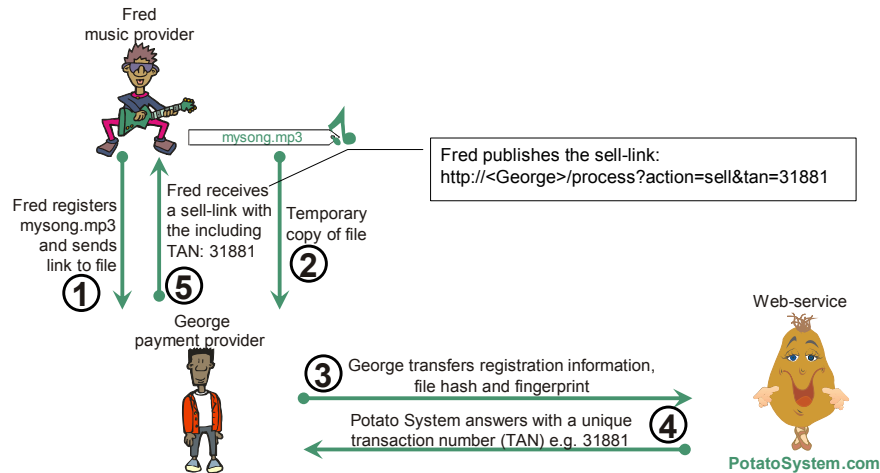 Fred
music provider
mysong.mp3
Fred publishes the sell-link:
http://<George>/process?action=sell&tan=31881
Fred registers
mysong.mp3
and sends
link to file
1
Fred receives
a sell-link with
the including
TAN: 31881
5
Temporary
copy of file
2
George
payment provider
Web-service
3
George transfers registration information,
file hash and fingerprint
Potato System answers with a unique
transaction number (TAN) e.g. 31881
4
PotatoSystem.com